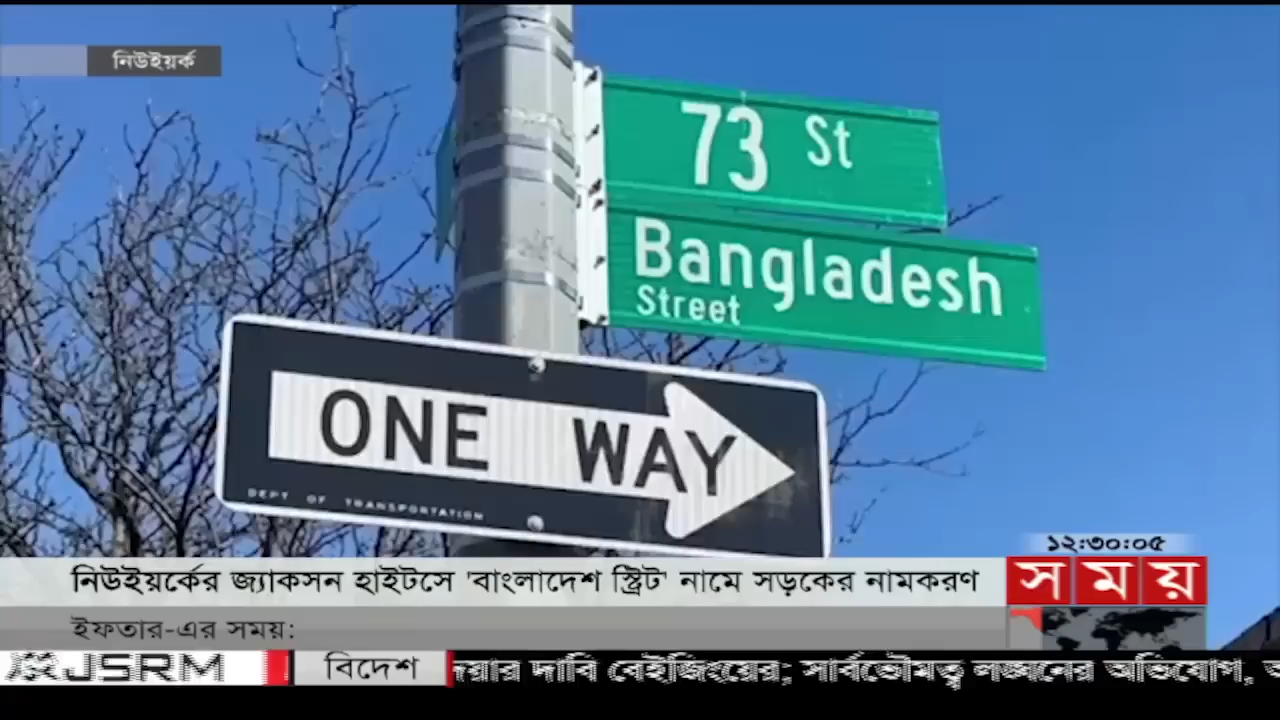 নিউইয়র্ক
73 St
Bangladesh
Street
ONE WAY
DEPT OF TRANSPORTATION
১২:৩০:০৫
নিউইয়র্কের জ্যাকসন হাইটসে 'বাংলাদেশ স্ট্রিট' নামে সড়কের নামকরণ
সময়
ইফতার-এর সময়:
JSRM
বিদেশ
দাবি বেইজিংয়ের; সার্বভৌমত্ব লঙ্ঘনের অভিযোগ,